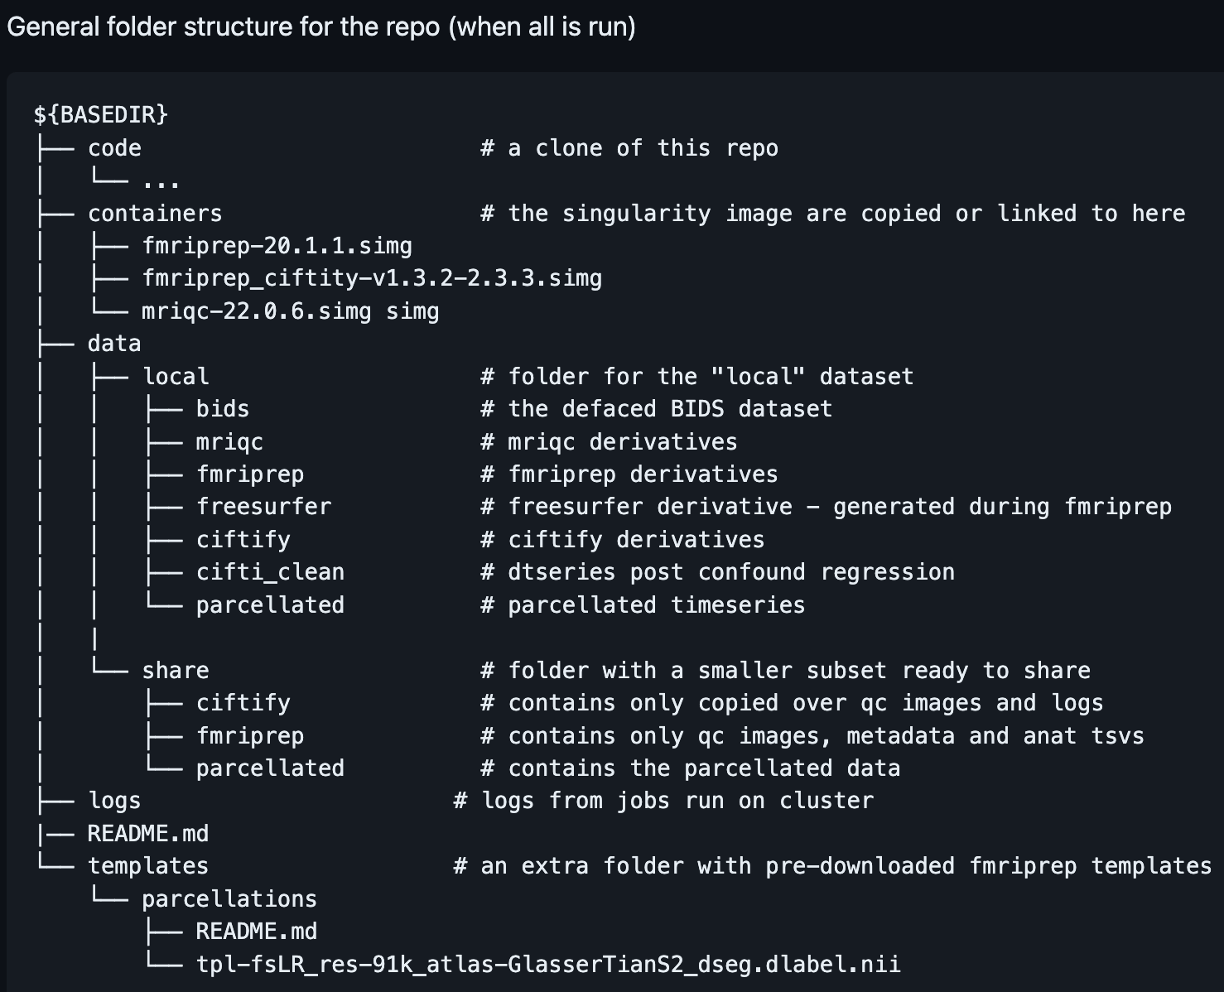 General folder structure for the repo (when all is run)
${BASEDIR}
├── code                         # a clone of this repo
│   └── ...
├── containers                   # the singularity image are copied or linked to here
│   ├── fmriprep-20.1.1.simg
│   ├── fmriprep_ciftity-v1.3.2-2.3.3.simg
│   └── mriqc-22.0.6.simg simg
├── data
│   ├── local                    # folder for the "local" dataset
│   │   ├── bids                 # the defaced BIDS dataset
│   │   ├── mriqc                # mriqc derivatives
│   │   ├── fmriprep             # fmriprep derivatives
│   │   ├── freesurfer           # freesurfer derivative - generated during fmriprep
│   │   ├── ciftify              # ciftify derivatives
│   │   ├── cifti_clean          # dtseries post confound regression
│   │   └── parcellated          # parcellated timeseries
│   |
│   └── share                    # folder with a smaller subset ready to share
│       ├── ciftify              # contains only copied over qc images and logs
│       ├── fmriprep             # contains only qc images, metadata and anat tsvs
│       └── parcellated          # contains the parcellated data
├── logs                       # logs from jobs run on cluster
|── README.md
└── templates                  # an extra folder with pre-downloaded fmriprep templates
    └── parcellations
        ├── README.md
        └── tpl-fsLR_res-91k_atlas-GlasserTianS2_dseg.dlabel.nii